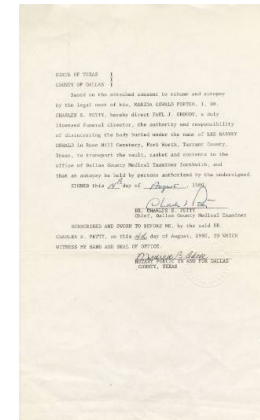 STATE OF TEXAS )
COUNTY OF DALLAS )
Based on the attached consent to exhume and autopsy
by the legal next of kin, MARINA OSWALD PORTER, I, DR.
CHARLES S. PETTY, hereby direct PAUL J. GROODY, a duly
licensed Funeral director, the authority and responsibility
of disinterring the body buried under the name of LEE HARVEY
OSWALD in Rose Hill Cemetery, Fort Worth, Tarrant County,
Texas, to transport the vault, casket and contents to the
office of Dallas County Medical Examiner forthwith, and
that an autopsy be held by persons authorized by the undersigned.
SIGNED this day of August 1980.
DR. CHARLES S. PETTY
Chief, Dallas County Medical Examiner
SUBSCRIBED AND SWORN TO BEFORE ME, by the said DR
CHARLES S. PETTY, on this day of August, 1980, TO WHICH
WITNESS MY HAND AND SEAL OF OFFICE.
NOTARY PUBLIC IN AND FOR DALLAS
COUNTY, TEXAS